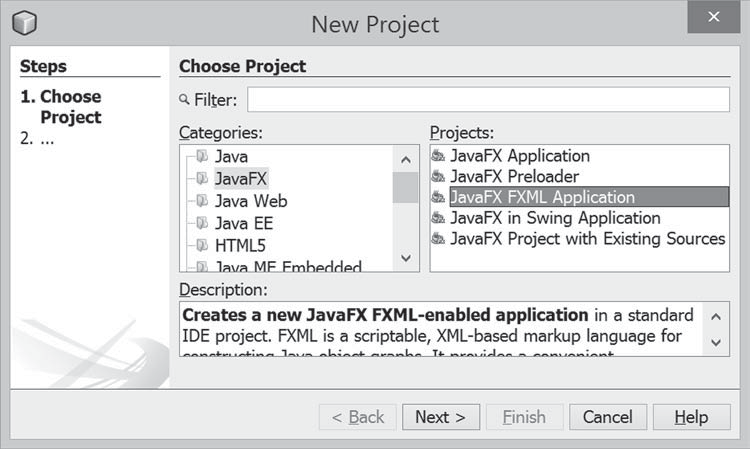 New Project
Steps
1. Choose
Project
2. ...
Choose Project
Filter:
Categories:
Java
JavaFX
Java Web
Java EE
HTML5
Java ME Embedded
Projects:
JavaFX Application
JavaFX Preloader
JavaFX FXML Application
JavaFX in Swing Application
JavaFX Project with Existing Sources
Description:
Creates a new JavaFX FXML-enabled application in a standard
IDE project. FXML is a scriptable, XML-based markup language for
constructing Java object graphs. It provides a convenient
< Back Next > Finish Cancel Help